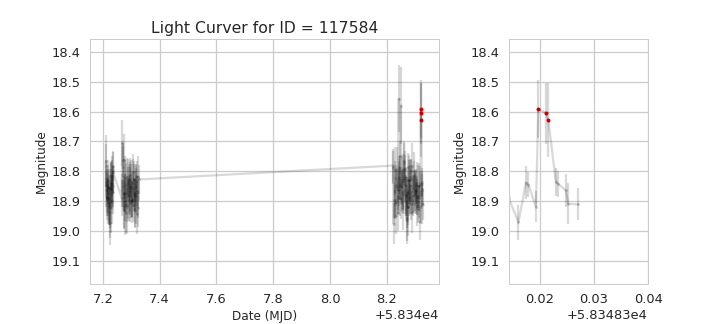 Light Curver for ID = 117584
Magnitude
18.4
18.5
18.6
18.7
18.8
18.9
19.0
19.1
7.2 7.4 7.6 7.8 8.0 8.2
Date (MJD)
+5.834e4
Magnitude
18.4
18.5
18.6
18.7
18.8
18.9
19.0
19.1
0.02 0.03 0.04
+5.83483e4